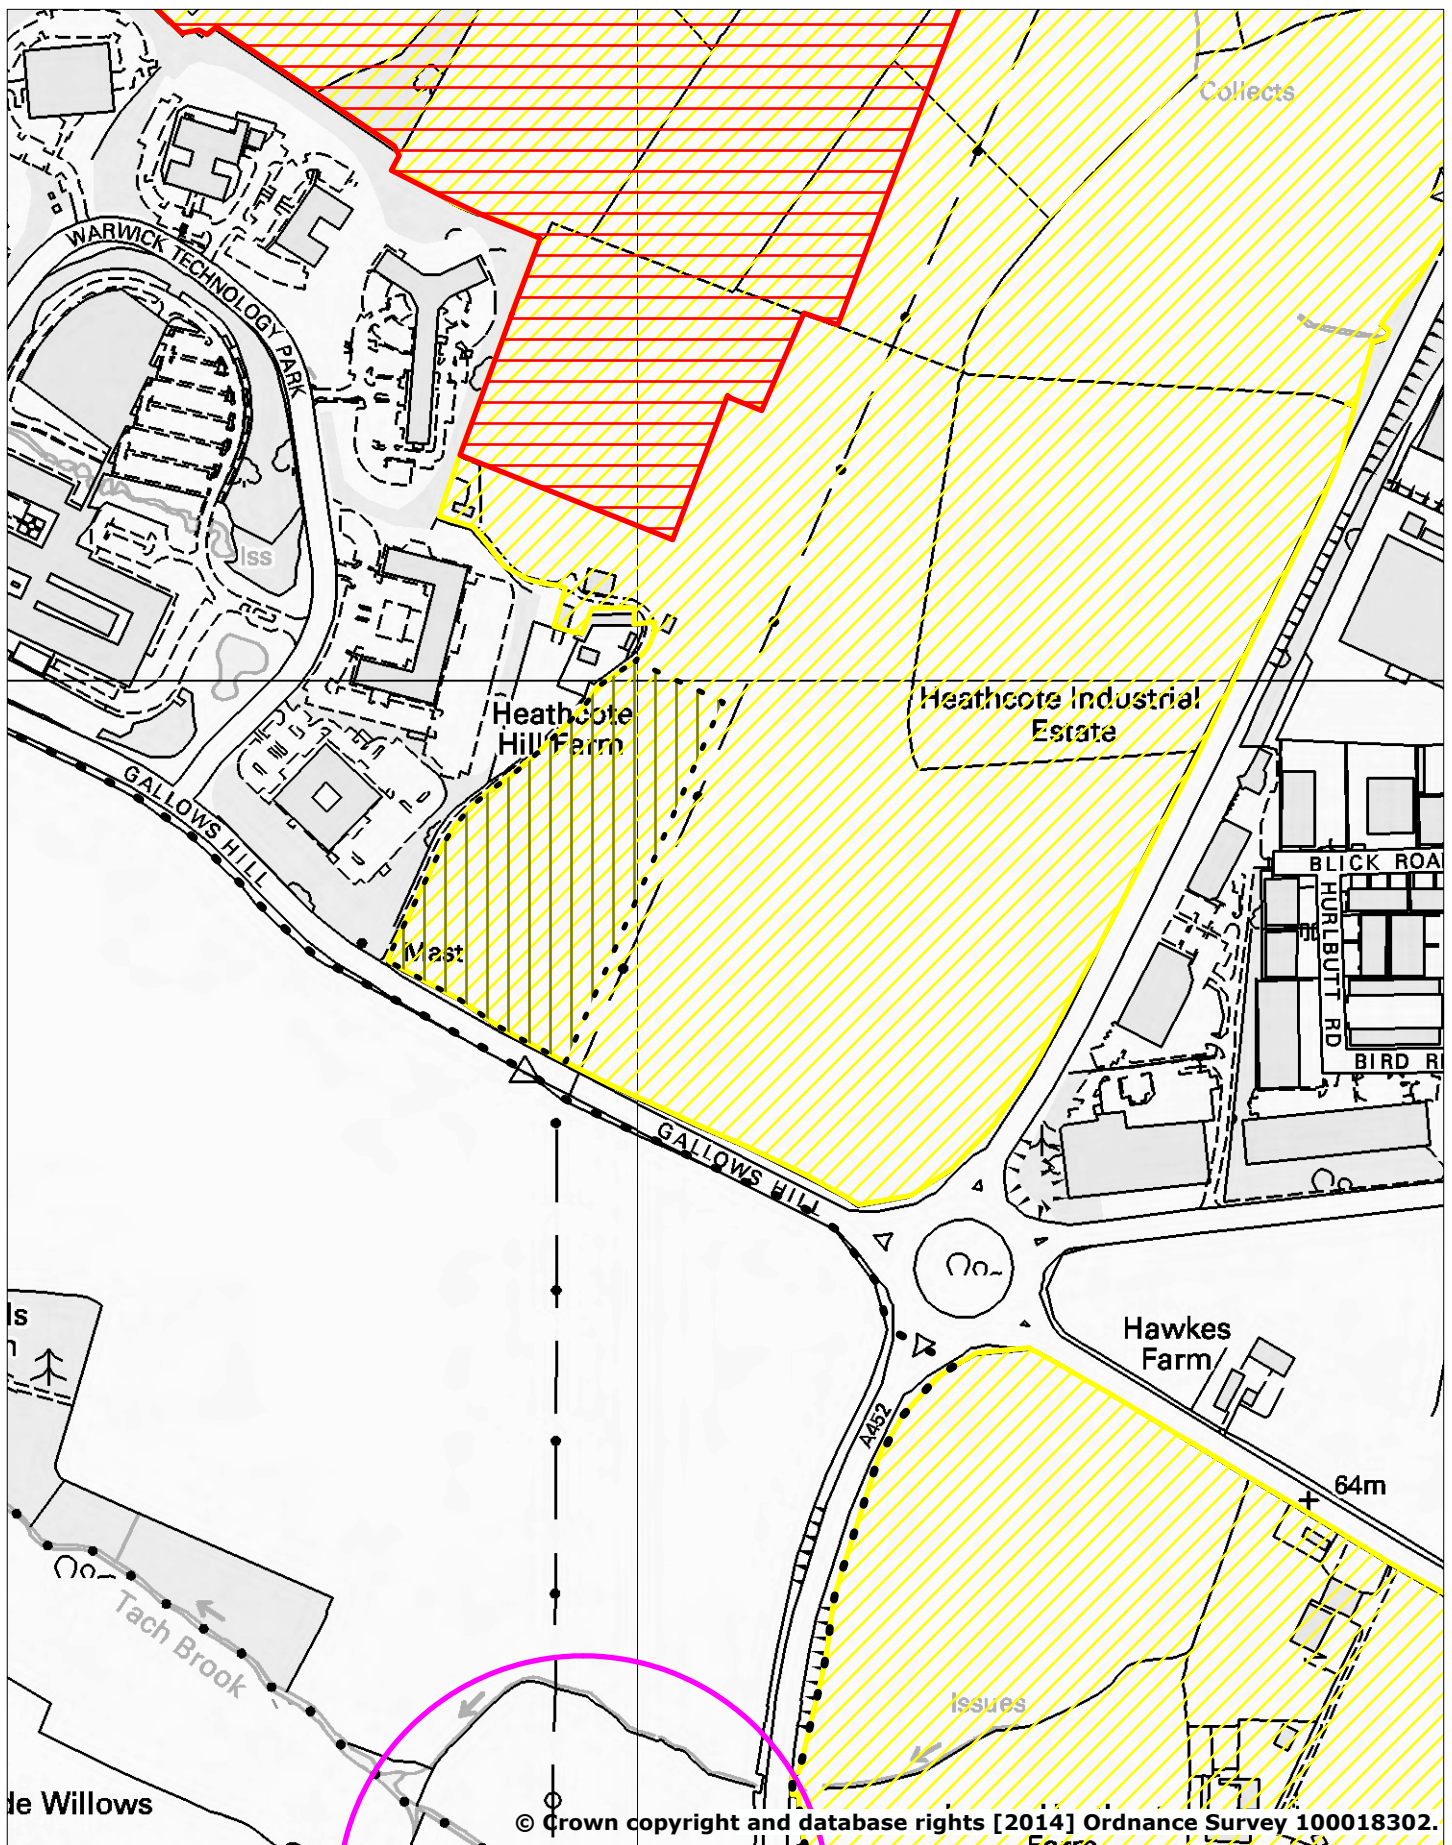 Collects
WARWICK TECHNOLOGY PARK
Iss
Heathcote
Hill Farm
Heathcote Industrial
Estate
GALLOWS HILL
BLICK ROA
HURLBUTT RD
Mast
BIRD R
GALLOWS HILL
Hawkes
Farm
ls
A452
64m
Tach Brook
Issues
de Willows
© Crown copyright and database rights [2014] Ordnance Survey 100018302.